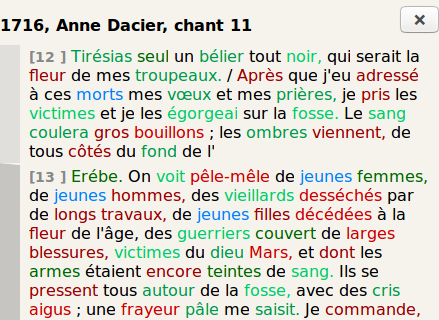 1716, Anne Dacier, chant 11
×
[12 ] Tirésias seul un bélier tout noir, qui serait la
fleur de mes troupeaux. / Après que j'eu adressé
à ces morts mes vœux et mes prières, je pris les
victimes et je les égorgeai sur la fosse. Le sang
coulera gros bouillons ; les ombres viennent, de
tous côtés du fond de l'
[13 ] Erébe. On voit pêle-mêle de jeunes femmes,
de jeunes hommes, des vieillards desséchés par
de longs travaux, de jeunes filles décédées à la
fleur de l'âge, des guerriers couvert de larges
blessures, victimes du dieu Mars, et dont les
armes étaient encore teintes de sang. Ils se
pressent tous autour de la fosse, avec des cris
aigus ; une frayeur pâle me saisit. Je commande,